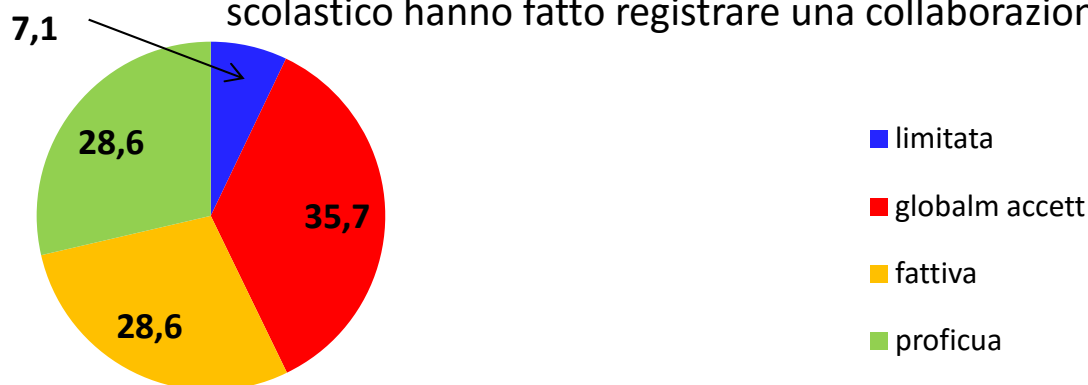 scolastico hanno fatto registrare una collaborazion
7,1
28,6
35,7
28,6
limitata
globalm accett
fattiva
proficua